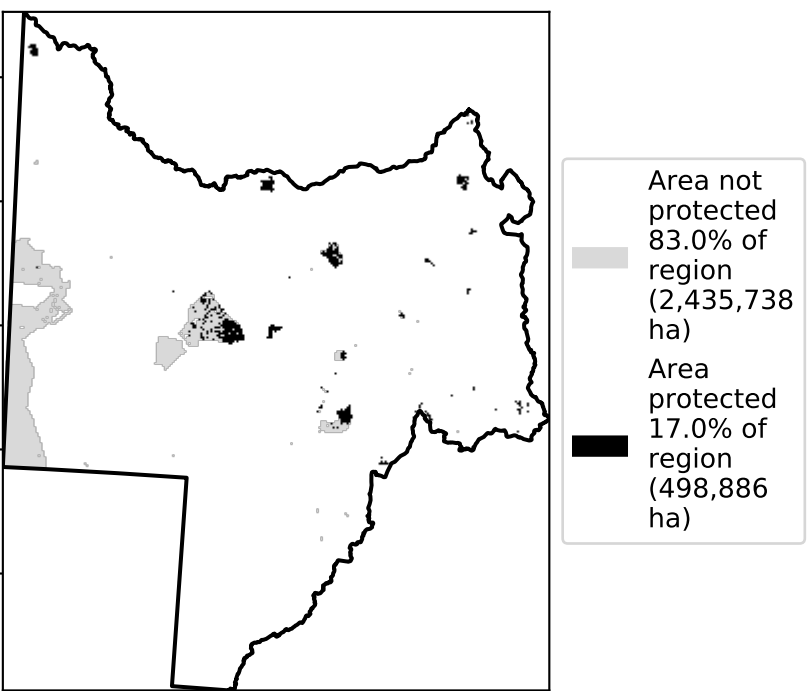 Area not
protected
83.0% of
region
(2,435,738
ha)
Area
protected
17.0% of
region
(498,886
ha)